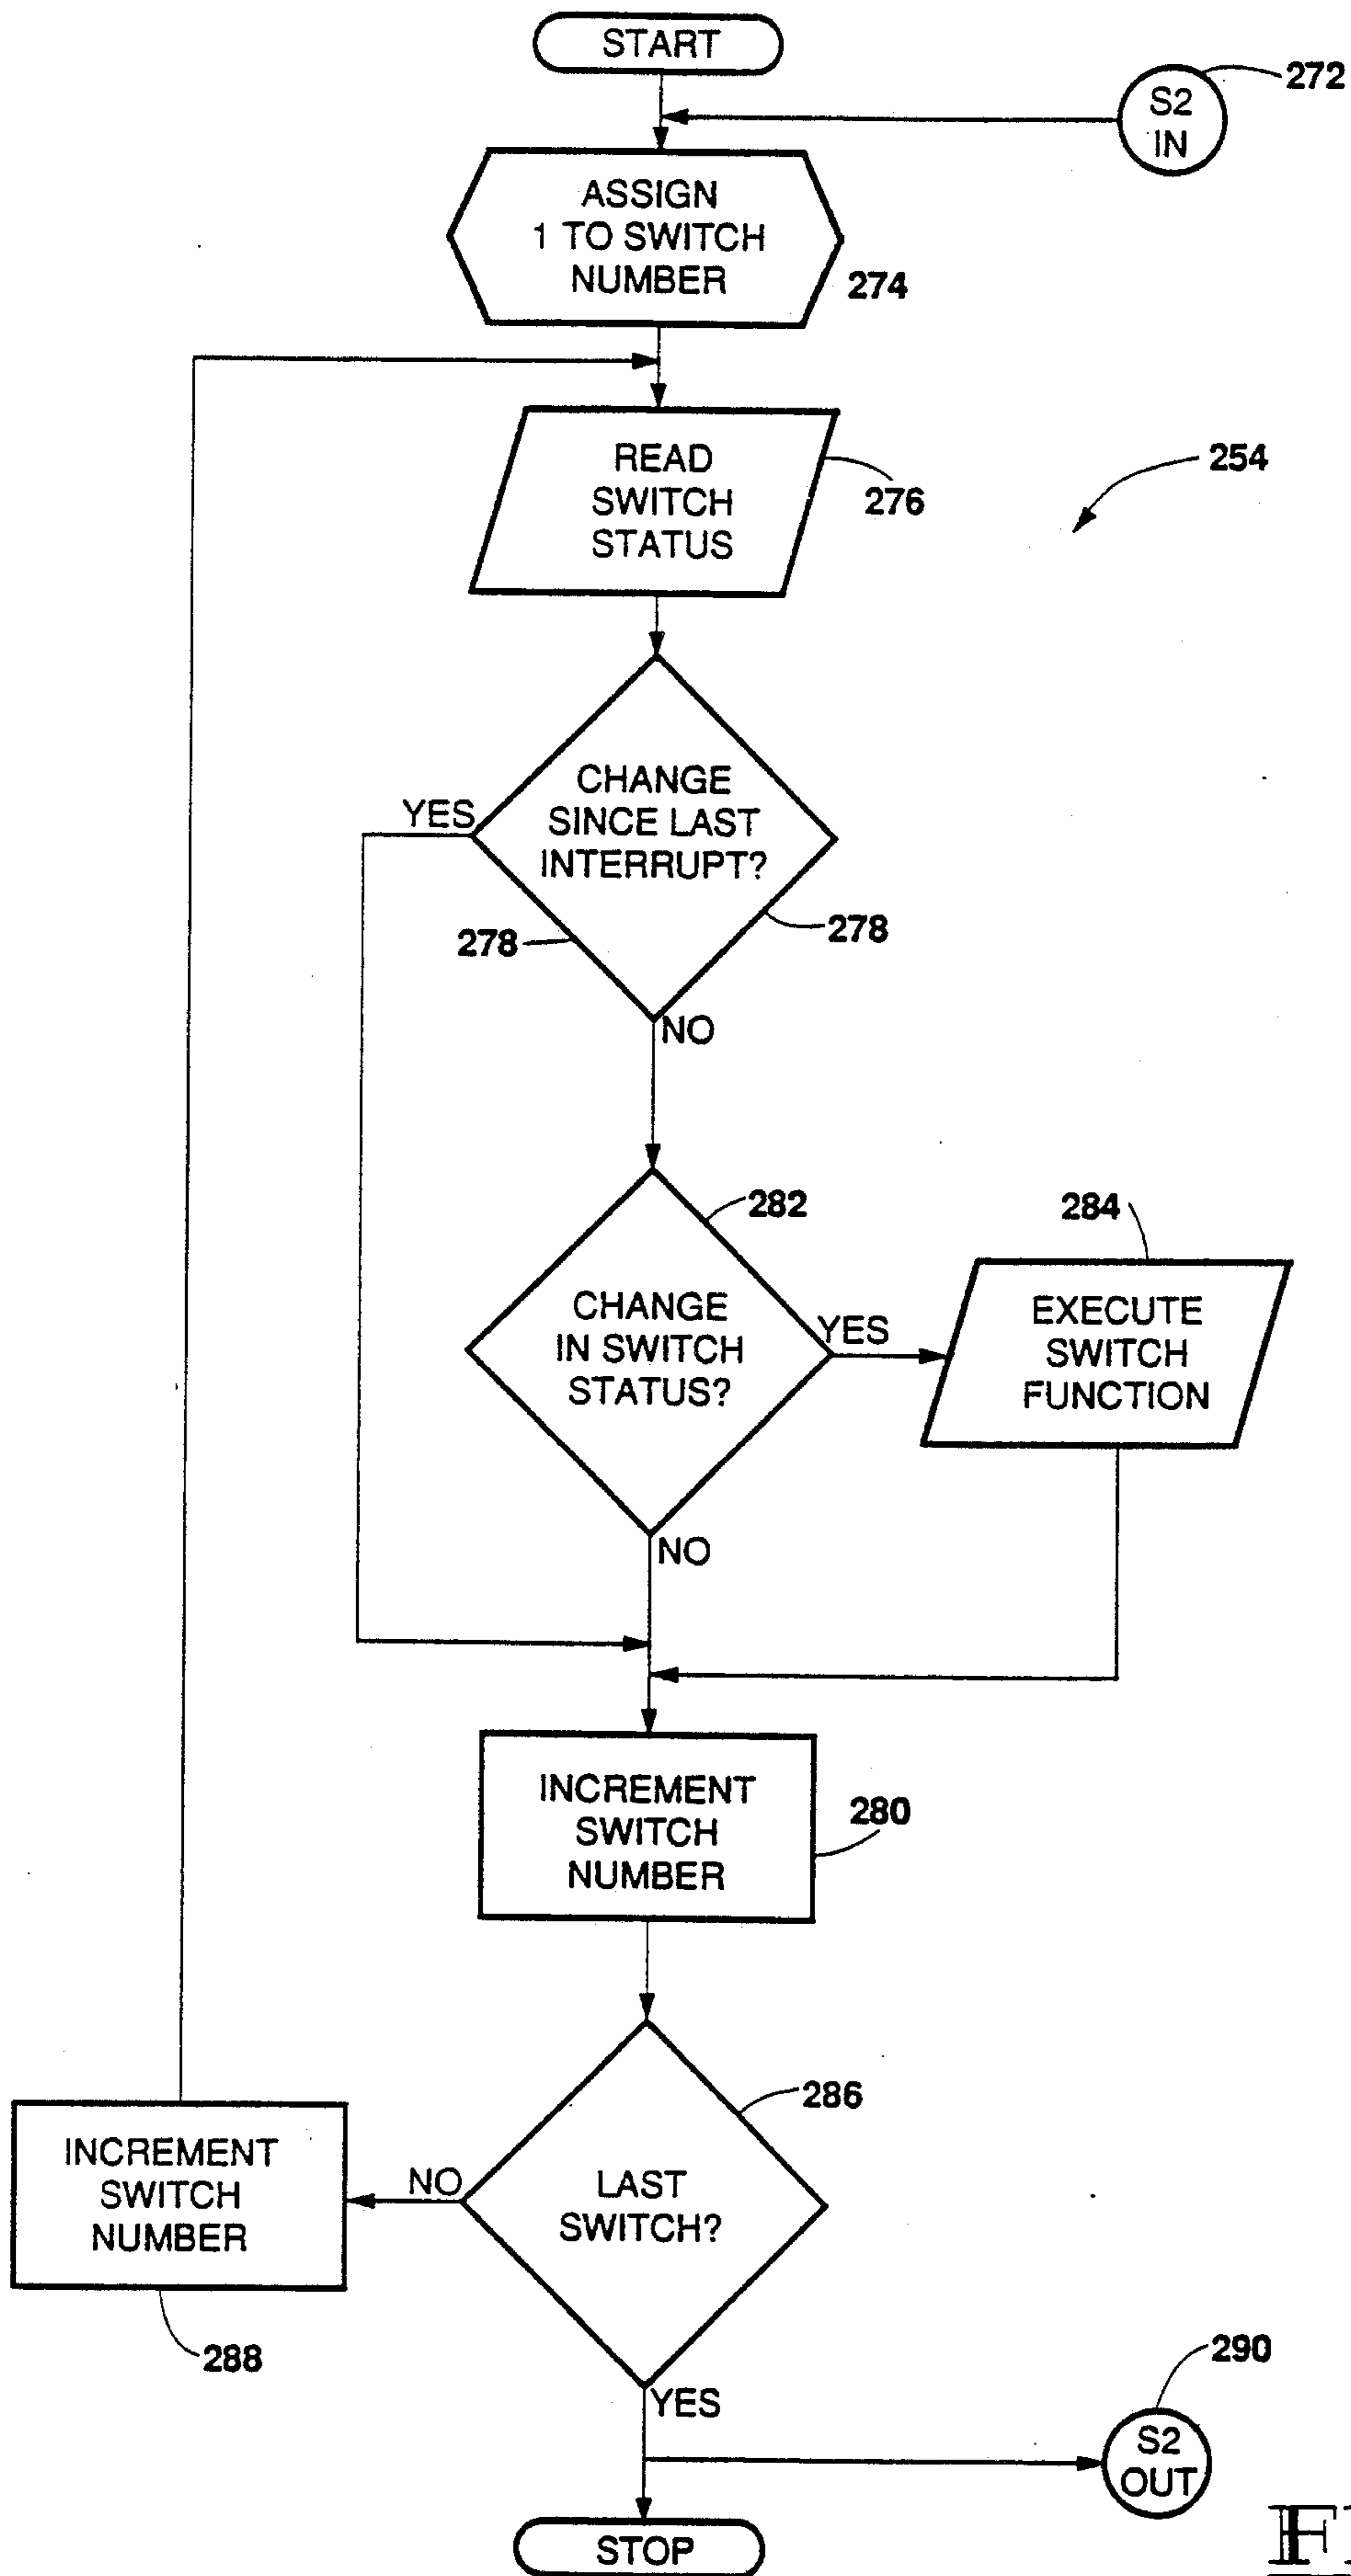 START
272
S2
IN
ASSIGN
1 TO SWITCH
NUMBER
274
READ
SWITCH
STATUS
276
254
CHANGE
SINCE LAST
INTERRUPT?
YES
278
278
NO
282
284
CHANGE
IN SWITCH
STATUS?
YES
EXECUTE
SWITCH
FUNCTION
NO
INCREMENT
SWITCH
NUMBER
280
286
INCREMENT
SWITCH
NUMBER
NO
LAST
SWITCH?
288
290
YES
S2
OUT
STOP